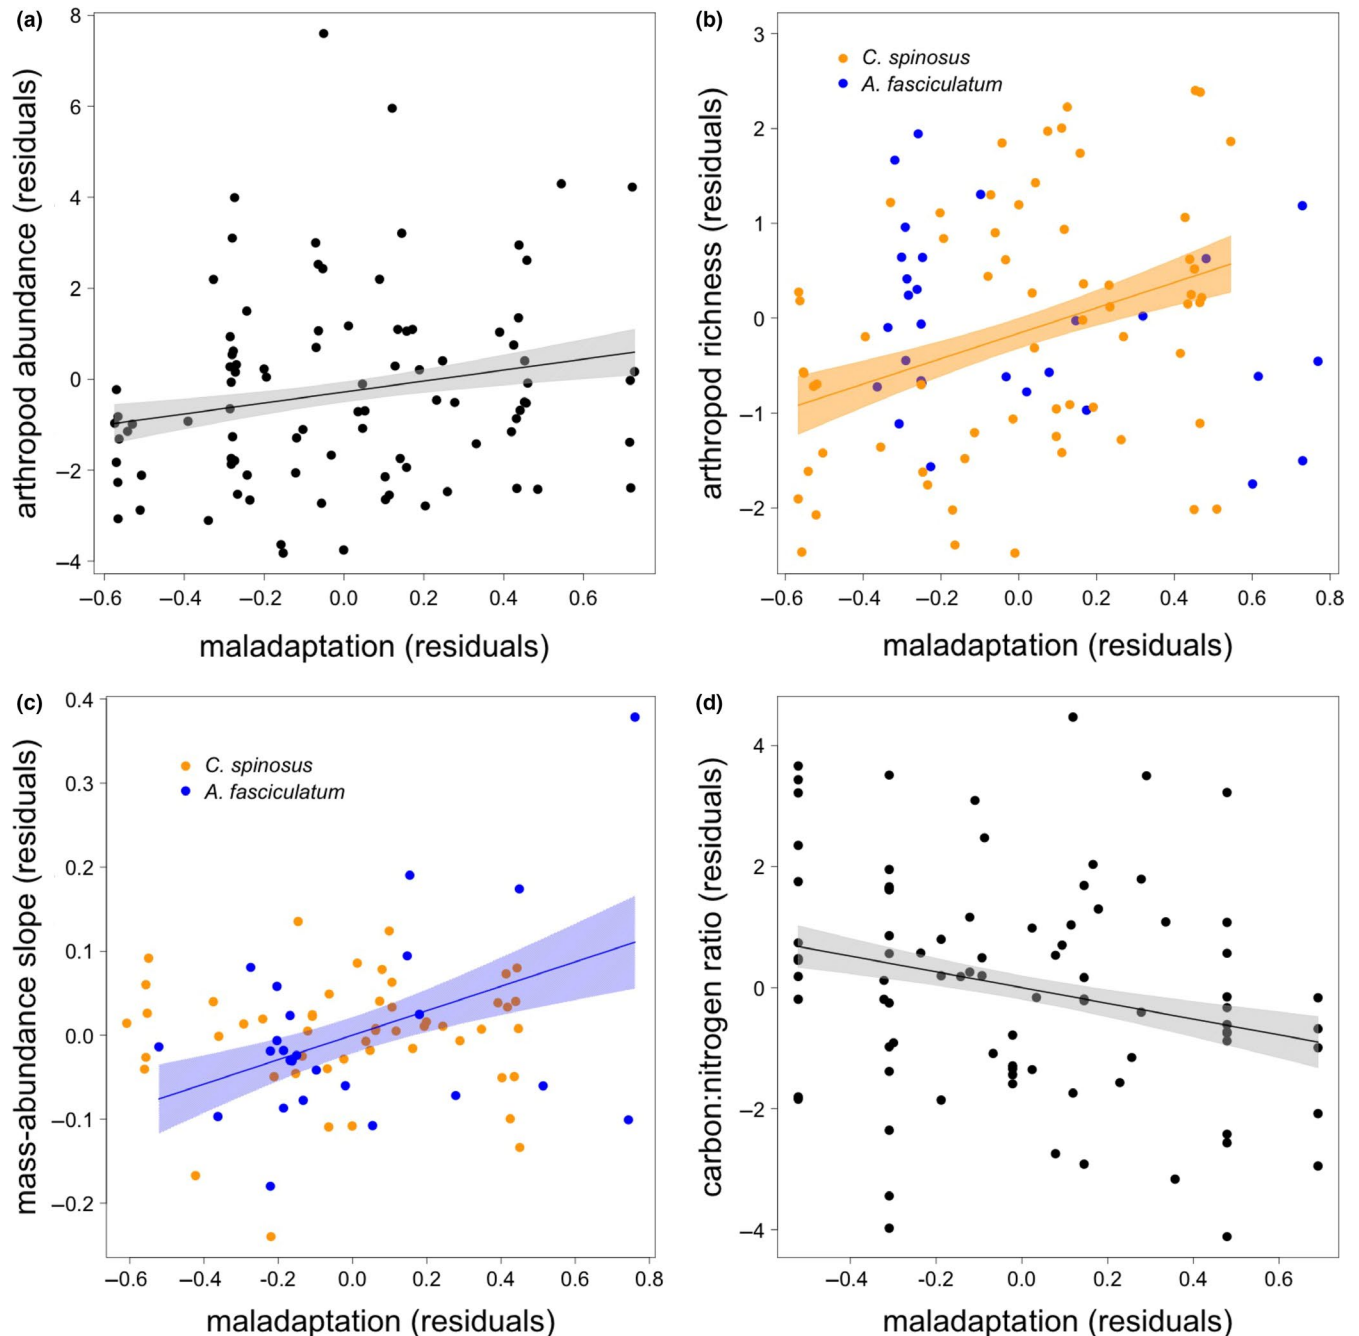 (a)
8
6
4
2
0
–2
–4
arthropod abundance (residuals)
–0.6 –0.4 –0.2 0.0 0.2 0.4 0.6
maladaptation (residuals)
(b)
3
2
1
0
–1
–2
arthropod richness (residuals)
C. spinosus
A. fasciculatum
–0.6 –0.4 –0.2 0.0 0.2 0.4 0.6 0.8
maladaptation (residuals)
(c)
0.4
0.3
0.2
0.1
0.0
–0.1
–0.2
mass-abundance slope (residuals)
C. spinosus
A. fasciculatum
–0.6 –0.4 -0.2 0.0 0.2 0.4 0.6 0.8
maladaptation (residuals)
(d)
4
2
0
–2
–4
carbon:nitrogen ratio (residuals)
–0.4 –0.2 0.0 0.2 0.4 0.6
maladaptation (residuals)